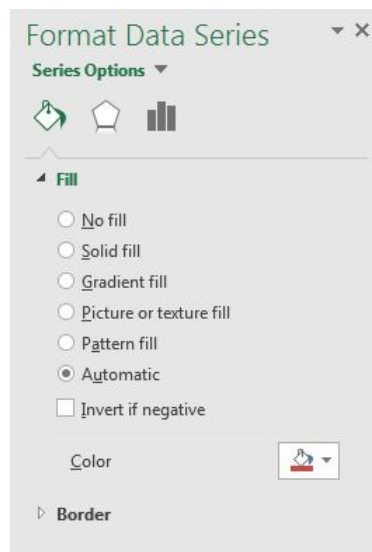 Format Data Series
Series Options
Fill
No fill
Solid fill
Gradient fill
Picture or texture fill
Pattern fill
Automatic
Invert if negative
Color
Border